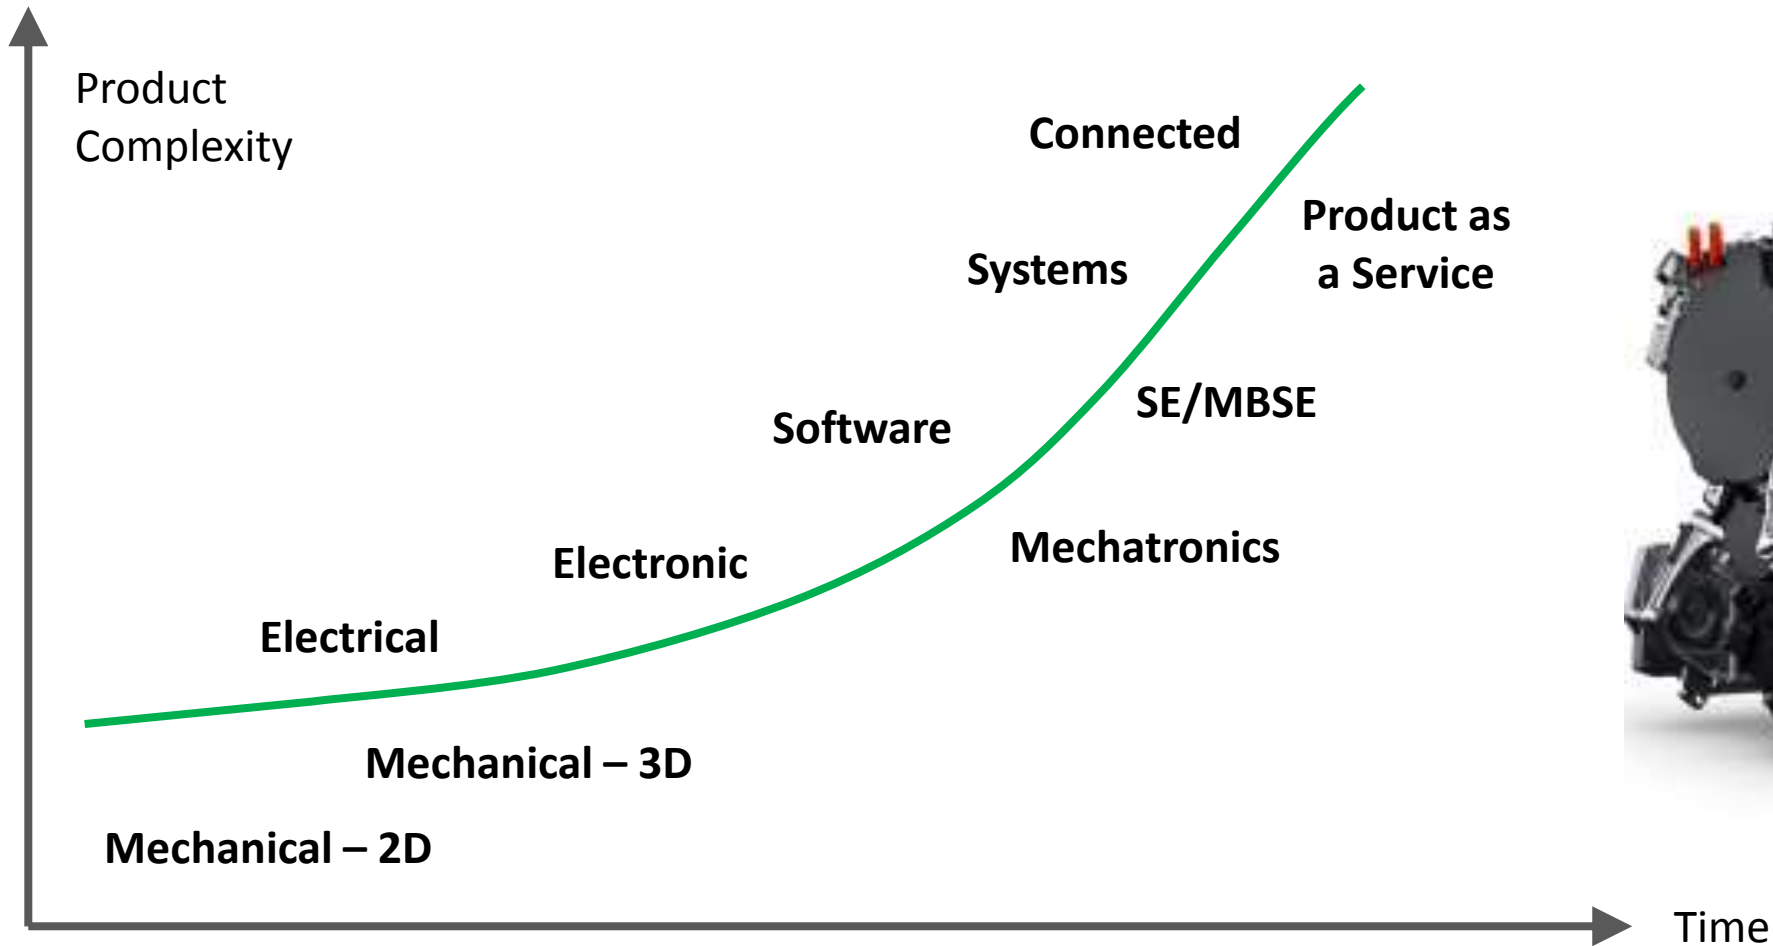 Product
Complexity
Connected
Product as
a Service
Systems
SE/MBSE
Software
Mechatronics
Electronic
Electrical
Mechanical – 3D
Mechanical – 2D
Time